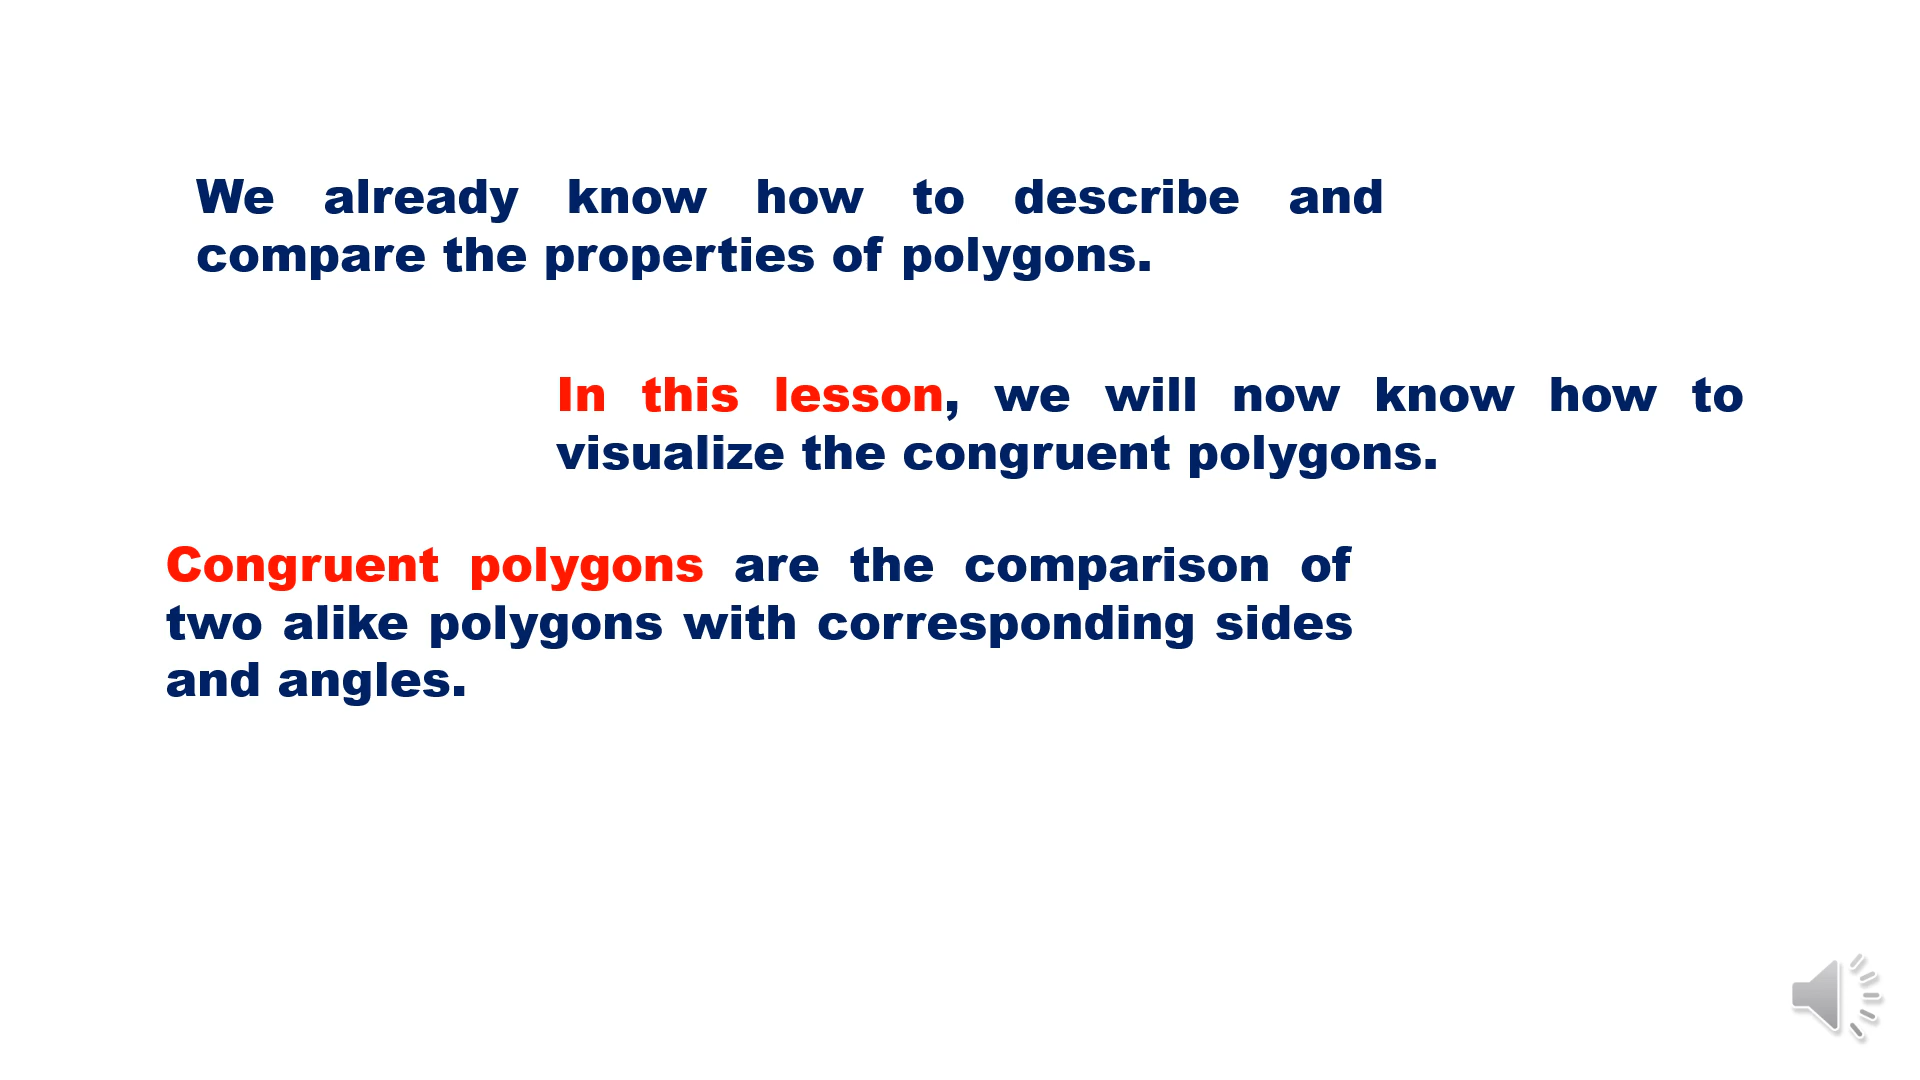 We already know how to describe and
compare the properties of polygons.
In this lesson, we will now know how to
visualize the congruent polygons.
Congruent polygons are the comparison of
two alike polygons with corresponding sides
and angles.